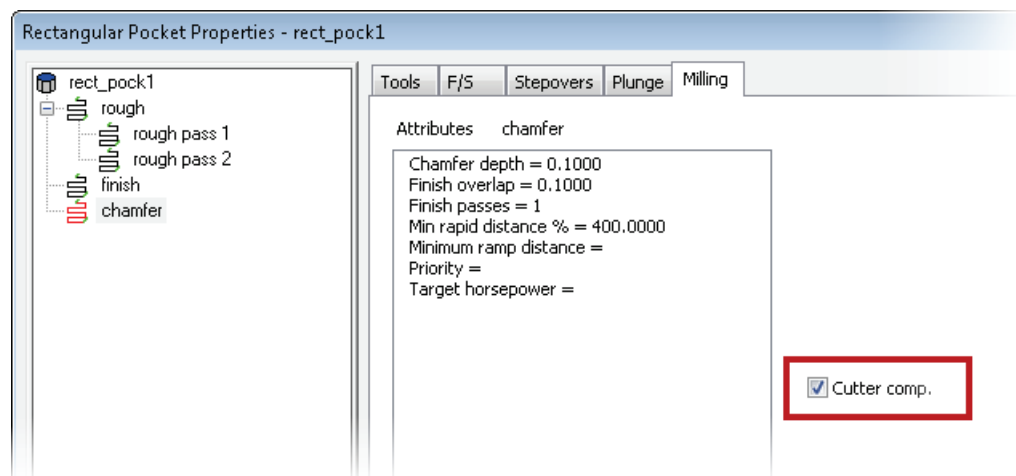 Rectangular Pocket Properties - rect_pock1
rect_pock1
rough
rough pass 1
rough pass 2
finish
chamfer
Tools F/S Stepovers Plunge Milling
Attributes chamfer
Chamfer depth = 0.1000
Finish overlap = 0.1000
Finish passes = 1
Min rapid distance % = 400.0000
Minimum ramp distance =
Priority =
Target horsepower =
Cutter comp.